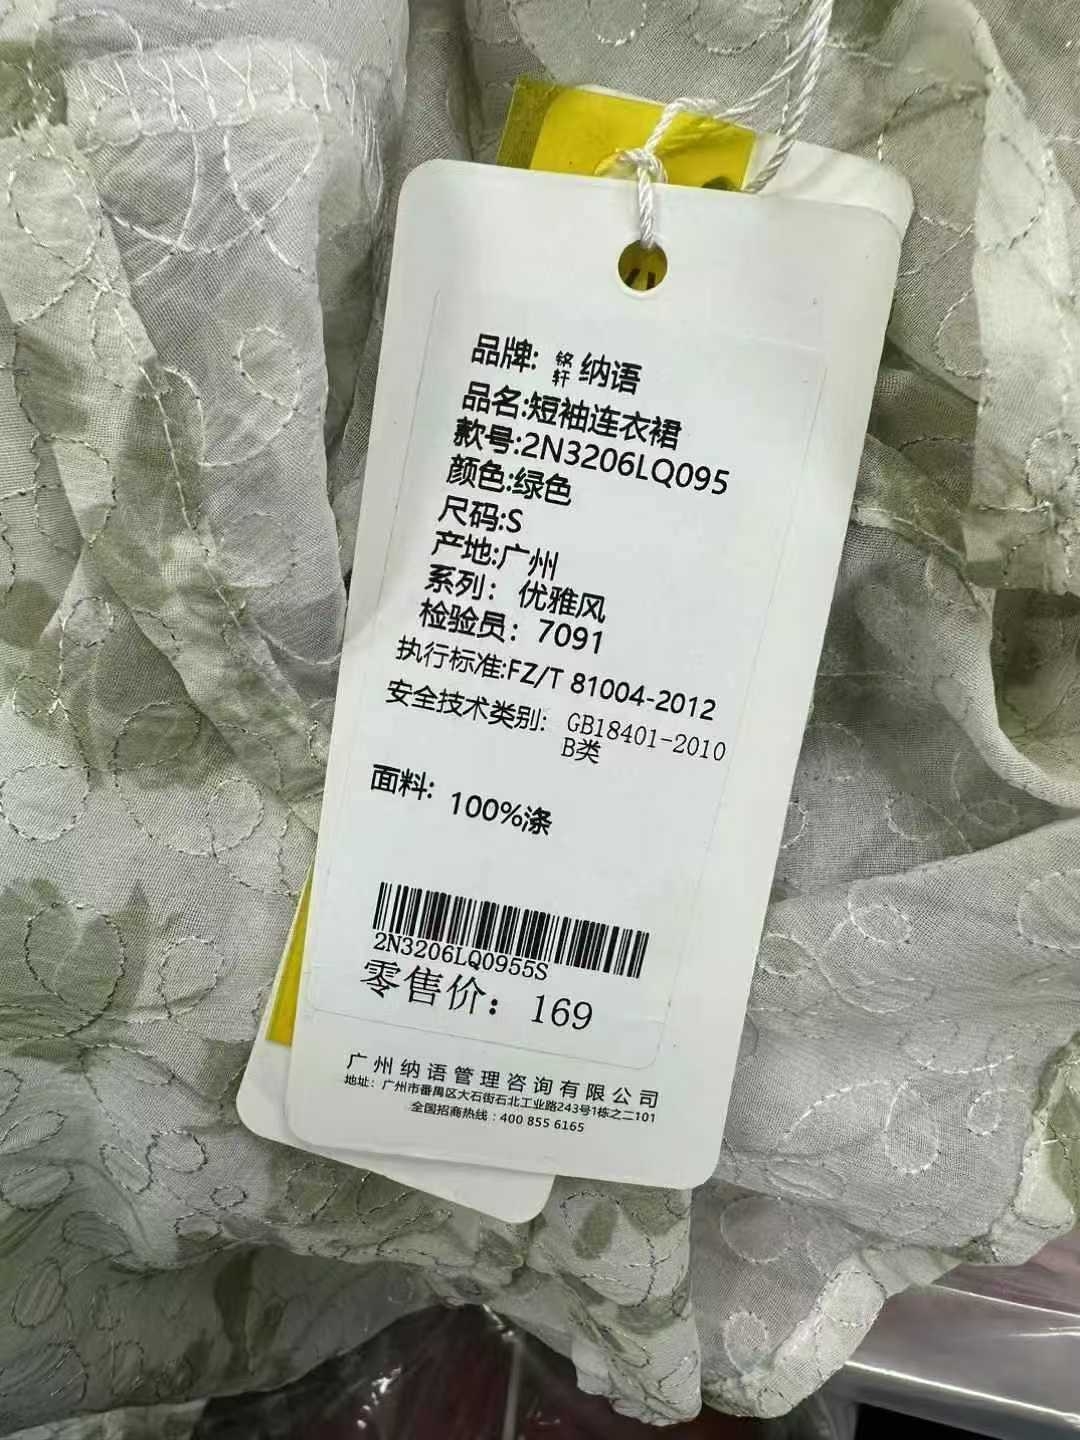 品牌: 铭轩 纳语
品名:短袖连衣裙
款号:2N3206LQ095
颜色:绿色
尺码:S
产地:广州
系列: 优雅风
检验员: 7091
执行标准:FZ/T 81004-2012
安全技术类别: GB18401-2010
B类
面料: 100%涤
2N3206LQ0955S
零售价: 169
广州纳语管理咨询有限公司
地址: 广州市番禺区大石街石北工业路243号1栋之二101
全国招商热线: 400 855 6165